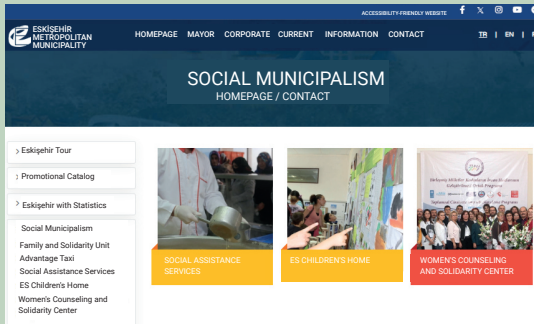 ACCESSIBILITY-FRIENDLY WEBSITE
ESKİŞEHİR
METROPOLITAN
MUNICIPALITY
HOMEPAGE MAYOR CORPORATE CURRENT INFORMATION CONTACT
TR | EN |
SOCIAL MUNICIPALISM
HOMEPAGE / CONTACT
Eskişehir Tour
Promotional Catalog
Eskişehir with Statistics
Social Municipalism
Family and Solidarity Unit
Advantage Taxi
Social Assistance Services
ES Children's Home
Women's Counseling and
Solidarity Center
SOCIAL ASSISTANCE
SERVICES
ES CHILDREN'S HOME
WOMEN'S COUNSELING
AND SOLIDARITY CENTER